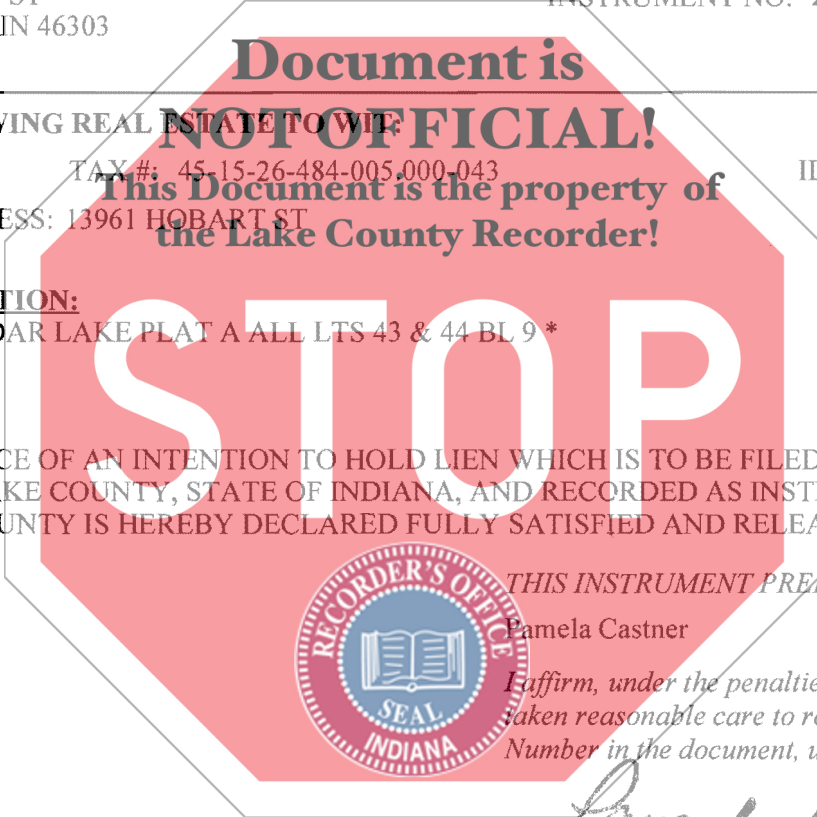 ST
INSTRUMENT NO: 2
IN 46303
Document is
VING REAL ESTATE TO WIT:
NOT OFFICIAL!
TAX #: 45-15-26-484-005.000-043
ID
This Document is the property of
ESS: 13961 HOBART ST
the Lake County Recorder!
TION:
DAR LAKE PLAT A ALL LTS 43 & 44 BL 9 *
STOP
CE OF AN INTENTION TO HOLD LIEN WHICH IS TO BE FILED
AKE COUNTY, STATE OF INDIANA, AND RECORDED AS INST
UNTY IS HEREBY DECLARED FULLY SATISFIED AND RELEA
THIS INSTRUMENT PRE
Pamela Castner
I affirm, under the penaltie
taken reasonable care to re
Number in the document, u
RECORDER'S OFFICE
SEAL
INDIANA